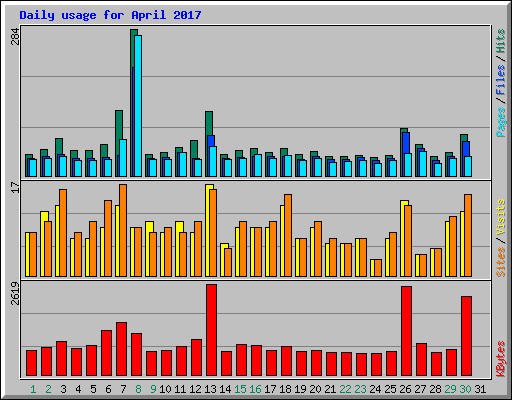 Daily usage for April 2017
284
Pages / Files / Hits
17
Sites / Visits
2619
KBytes
1 2 3 4 5 6 7 8 9 10 11 12 13 14 15 16 17 18 19 20 21 22 23 24 25 26 27 28 29 30 31